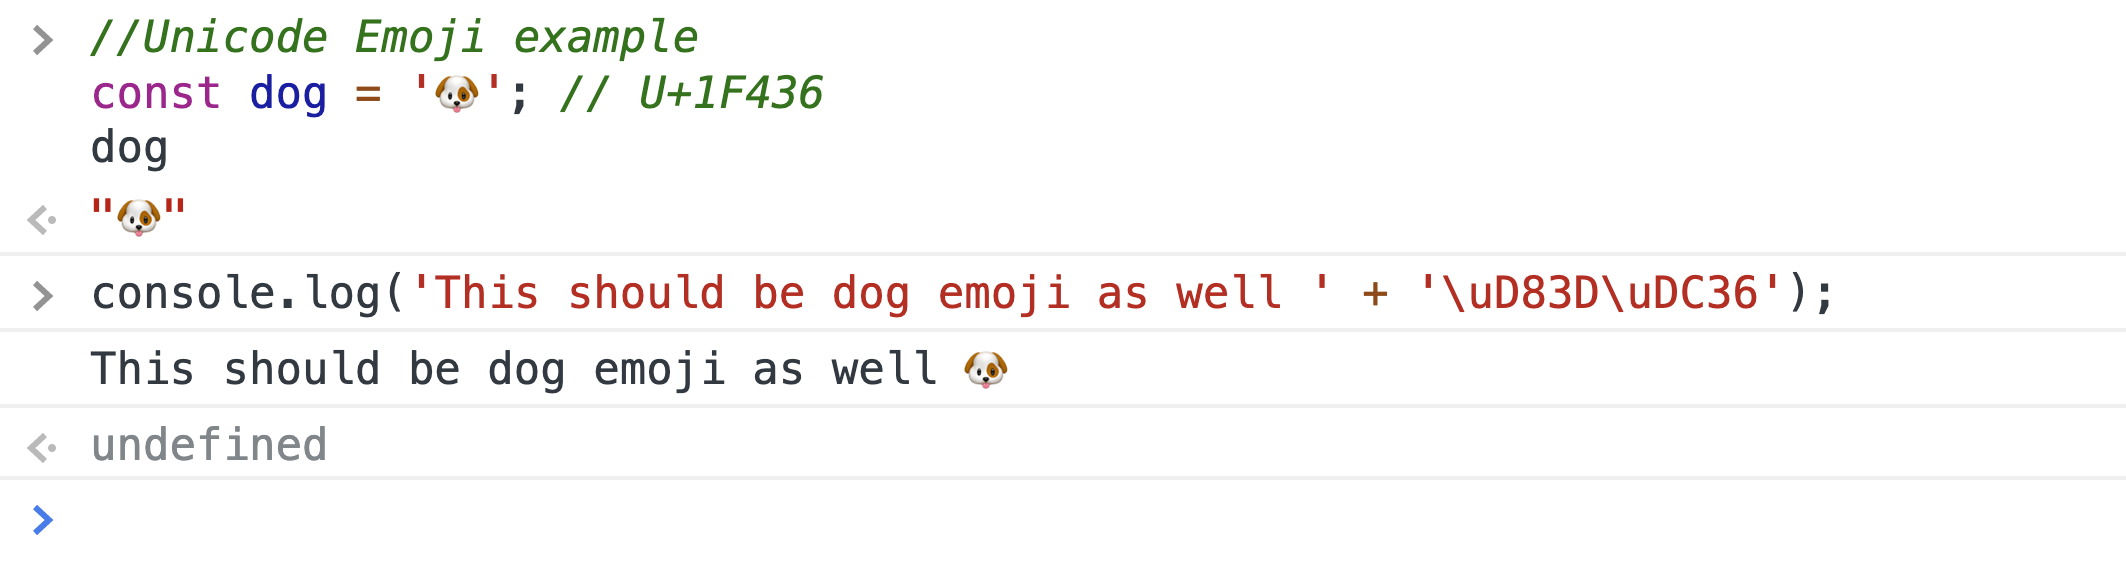 //Unicode Emoji example
const dog = '🐶'; // U+1F436
dog
"🐶"
console.log('This should be dog emoji as well ' + '\uD83D\uDC36');
This should be dog emoji as well 🐶
undefined